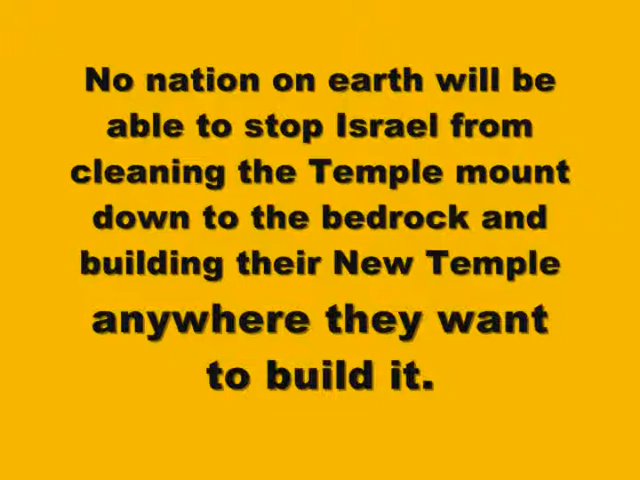 No nation on earth will be
able to stop Israel from
cleaning the Temple mount
down to the bedrock and
building their New Temple
anywhere they want
to build it.